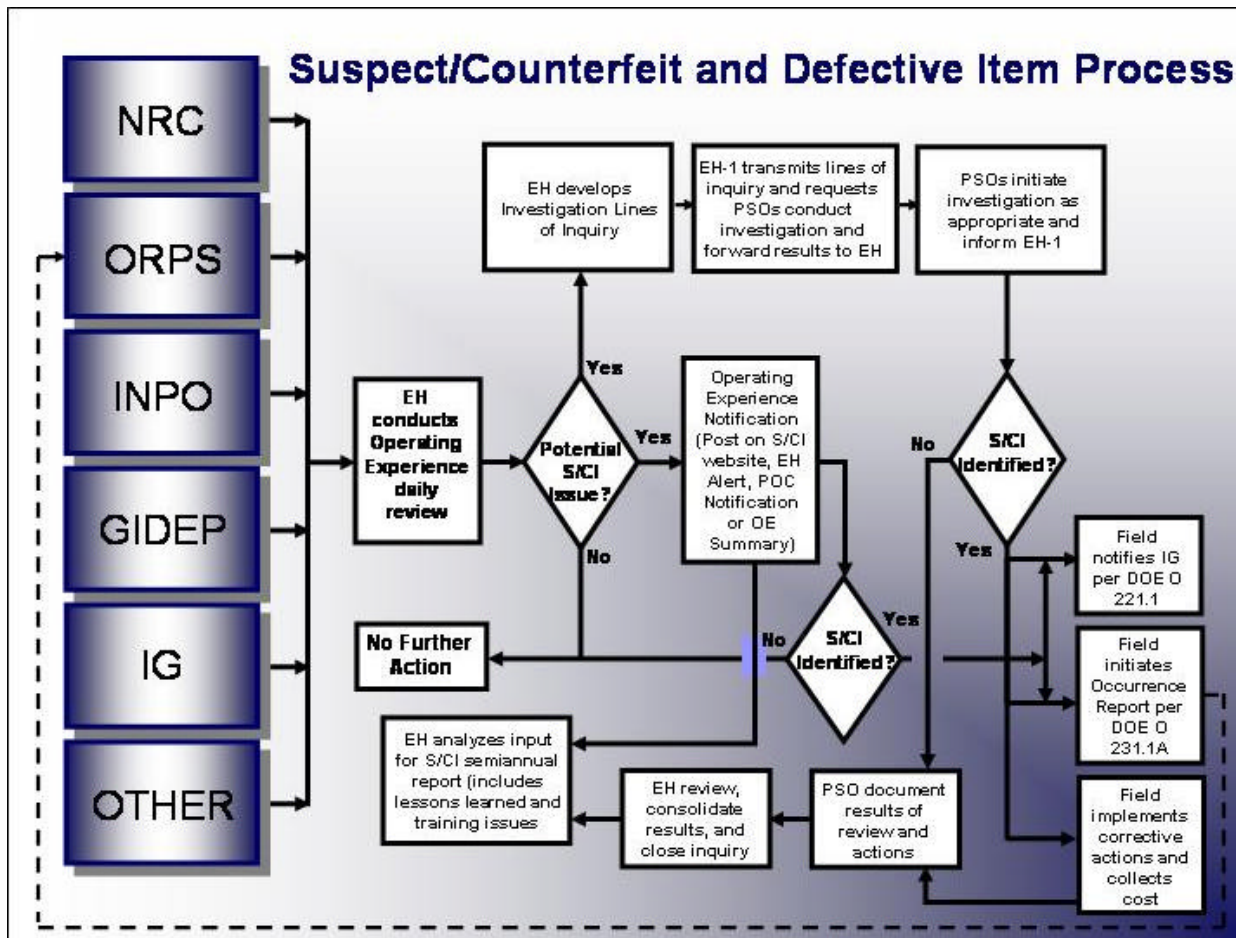 Suspect/Counterfeit and Defective Item Process
NRC
ORPS
INPO
GIDEP
IG
OTHER
EH
conducts
Operating
Experience
daily
review
Potential
S/CI
Issue?
Yes
Yes
No
No Further
Action
EH develops
Investigation Lines
of Inquiry
EH-1 transmits lines of
inquiry and requests
PSOs conduct
investigation and
forward results to EH
PSOs initiate
investigation as
appropriate and
inform EH-1
Operating
Experience
Notification
(Post on S/CI
website, EH
Alert, POC
Notification
or OE
Summary)
S/CI
Identified?
No
Yes
S/CI
Identified?
No
Yes
Field
notifies IG
per DOE O
221.1
Field
initiates
Occurrence
Report per
DOE O
231.1A
Field
implements
corrective
actions and
collects
cost
PSO document
results of
review and
actions
EH review,
consolidate
results, and
close inquiry
EH analyzes input
for S/CI semiannual
report (includes
lessons learned and
training issues